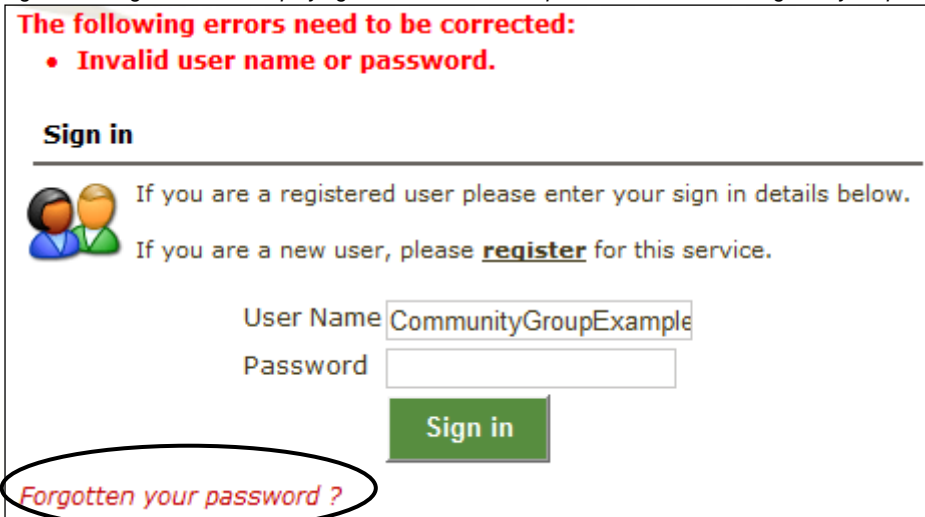 The following errors need to be corrected:
• Invalid user name or password.
Sign in
If you are a registered user please enter your sign in details below.
If you are a new user, please register for this service.
User Name CommunityGroupExample
Password
Sign in
Forgotten your password ?